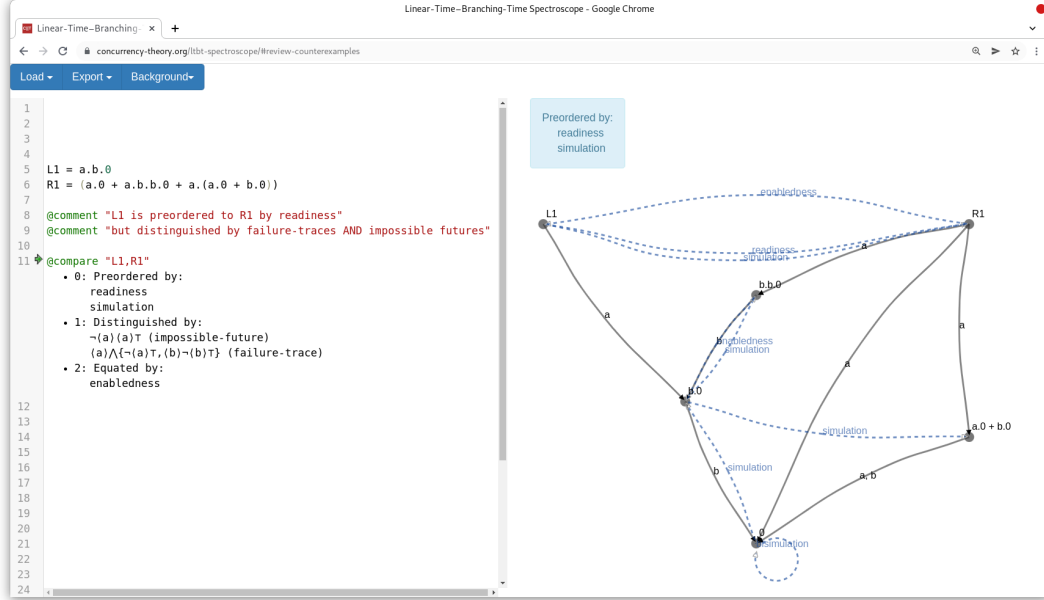 Linear-Time–Branching-Time Spectroscope - Google Chrome
Linear-Time–Branching-
concurrency-theory.org/ltbt-spectroscope/#review-counterexamples
Load
Export
Background
1
2
3
4
5 L1 = a.b.0
6 R1 = (a.0 + a.b.b.0 + a.(a.0 + b.0))
7
8 @comment "L1 is preordered to R1 by readiness"
9 @comment "but distinguished by failure-traces AND impossible futures"
10
11 @compare "L1,R1"
• 0: Preordered by:
readiness
simulation
• 1: Distinguished by:
¬⟨a⟩⟨a⟩⊤ (impossible-future)
⟨a⟩⋀{¬⟨a⟩⊤,⟨b⟩¬⟨b⟩⊤} (failure-trace)
• 2: Equated by:
enabledness
12
13
14
15
16
17
18
19
20
21
22
23
24
Preordered by:
readiness
simulation
enabledness
L1
R1
readiness
simulation
a
b.b.0
a
a
b
enabledness
simulation
a
b.0
a.0 + b.0
simulation
simulation
b
a, b
0
simulation